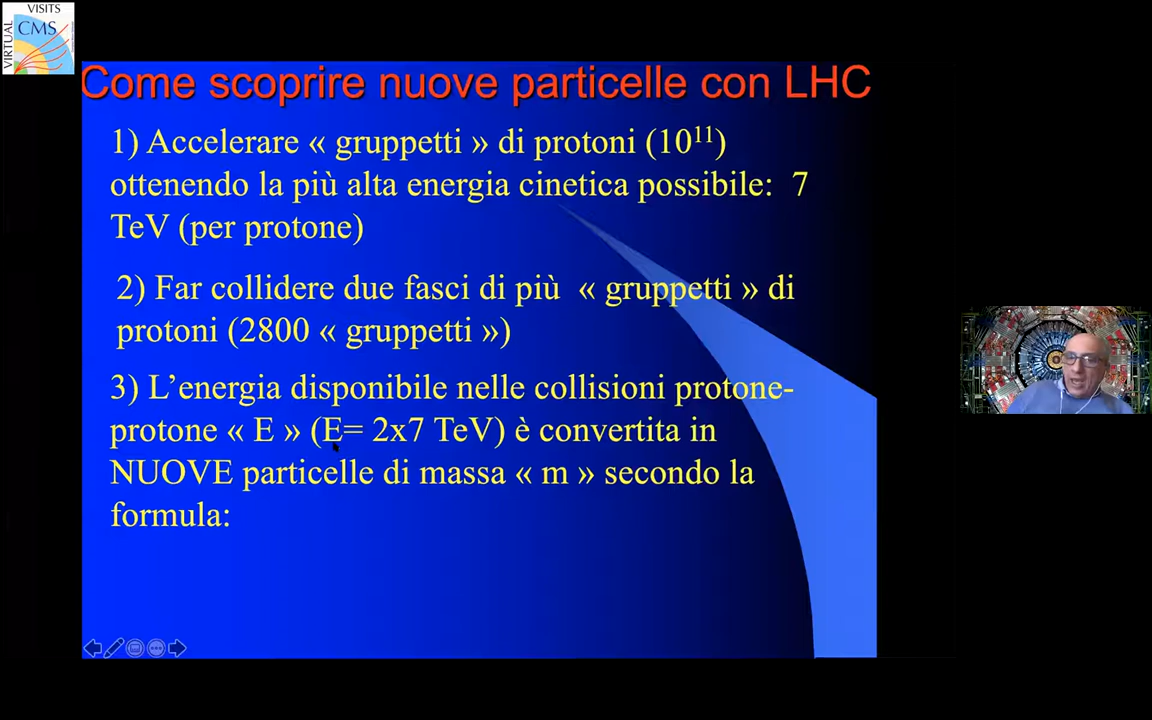 VIRTUAL VISITS
CMS
Come scoprire nuove particelle con LHC
1) Accelerare « gruppetti » di protoni (10¹¹)
ottenendo la più alta energia cinetica possibile: 7
TeV (per protone)
2) Far collidere due fasci di più « gruppetti » di
protoni (2800 « gruppetti »)
3) L’energia disponibile nelle collisioni protone-
protone « E » (E= 2x7 TeV) è convertita in
NUOVE particelle di massa « m » secondo la
formula: